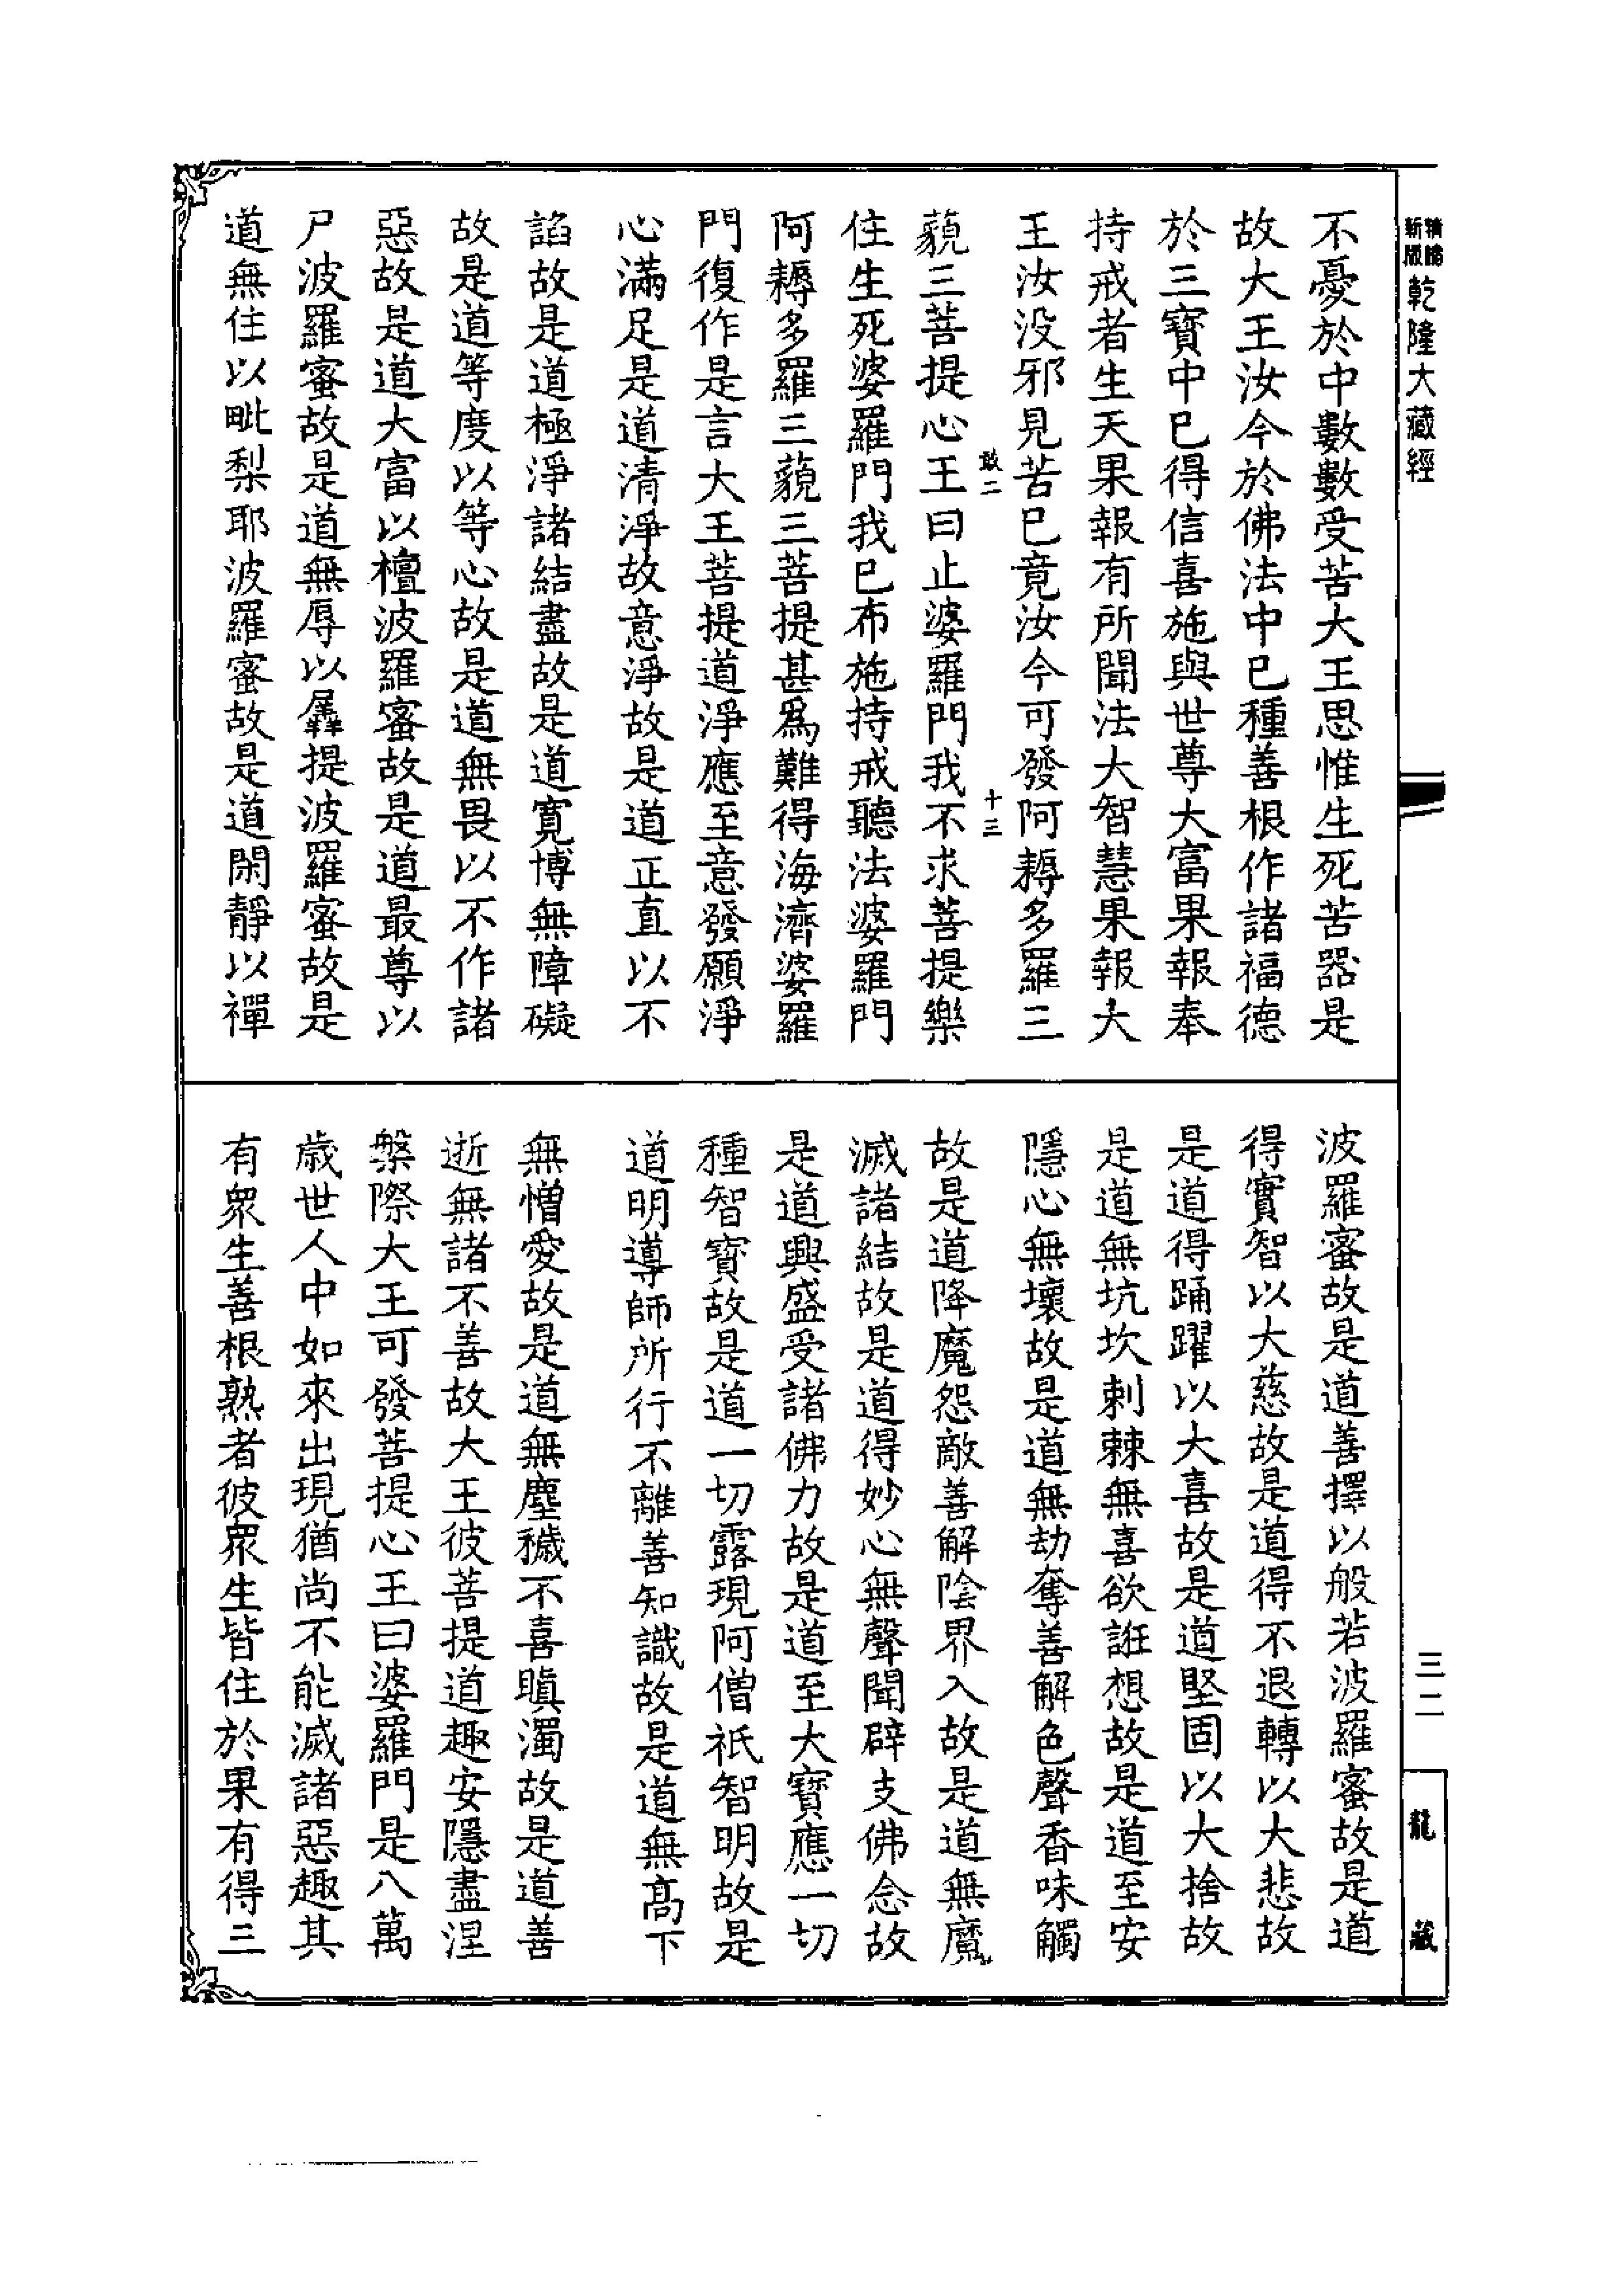 精縮新版
乾隆大藏經
不憂於中數數受苦大王思惟生死苦器是
故大王汝今於佛法中已種善根作諸福德
於三寶中已得信喜施與世尊大富果報奉
持戒者生天果報有所聞法大智慧果報大
王汝没邪見苦已竟汝今可發阿耨多羅三
敢二 十三
藐三菩提心王曰止婆羅門我不求菩提樂
住生死婆羅門我已布施持戒聽法婆羅門
阿耨多羅三藐三菩提甚爲難得海濟婆羅
門復作是言大王菩提道淨應至意發願淨
心滿足是道清淨故意淨故是道正直以不
諂故是道極淨諸結盡故是道寬博無障礙
故是道等度以等心故是道無畏以不作諸
惡故是道大富以檀波羅蜜故是道最尊以
尸波羅蜜故是道無辱以羼提波羅蜜故是
道無住以毗梨耶波羅蜜故是道閑靜以禪
波羅蜜故是道善擇以般若波羅蜜故是道
得實智以大慈故是道得不退轉以大悲故
是道得踊躍以大喜故是道堅固以大捨故
是道無坑坎刺棘無喜欲誑想故是道至安
隱心無壞故是道無劫奪善解色聲香味觸
故是道降魔怨敵善解陰界入故是道無魔
滅諸結故是道得妙心無聲聞辟支佛念故
是道興盛受諸佛力故是道至大寶應一切
種智寶故是道一切露現阿僧祇智明故是
道明導師所行不離善知識故是道無高下
無憎愛故是道無塵穢不喜瞋濁故是道善
逝無諸不善故大王彼菩提道趣安隱盡涅
槃際大王可發菩提心王曰婆羅門是八萬
歲世人中如來出現猶尚不能滅諸惡趣其
有眾生善根熟者彼眾生皆住於果有得三
三二
龍藏